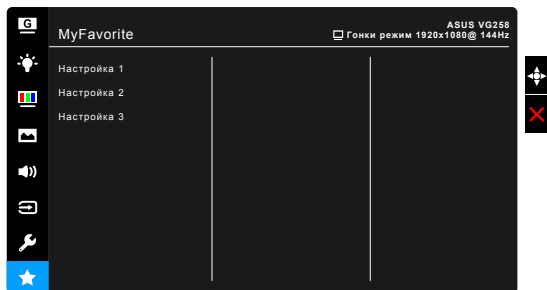 G
ASUS VG258
MyFavorite
Гонки режим 1920x1080@ 144Hz
Настройка 1
Настройка 2
Настройка 3